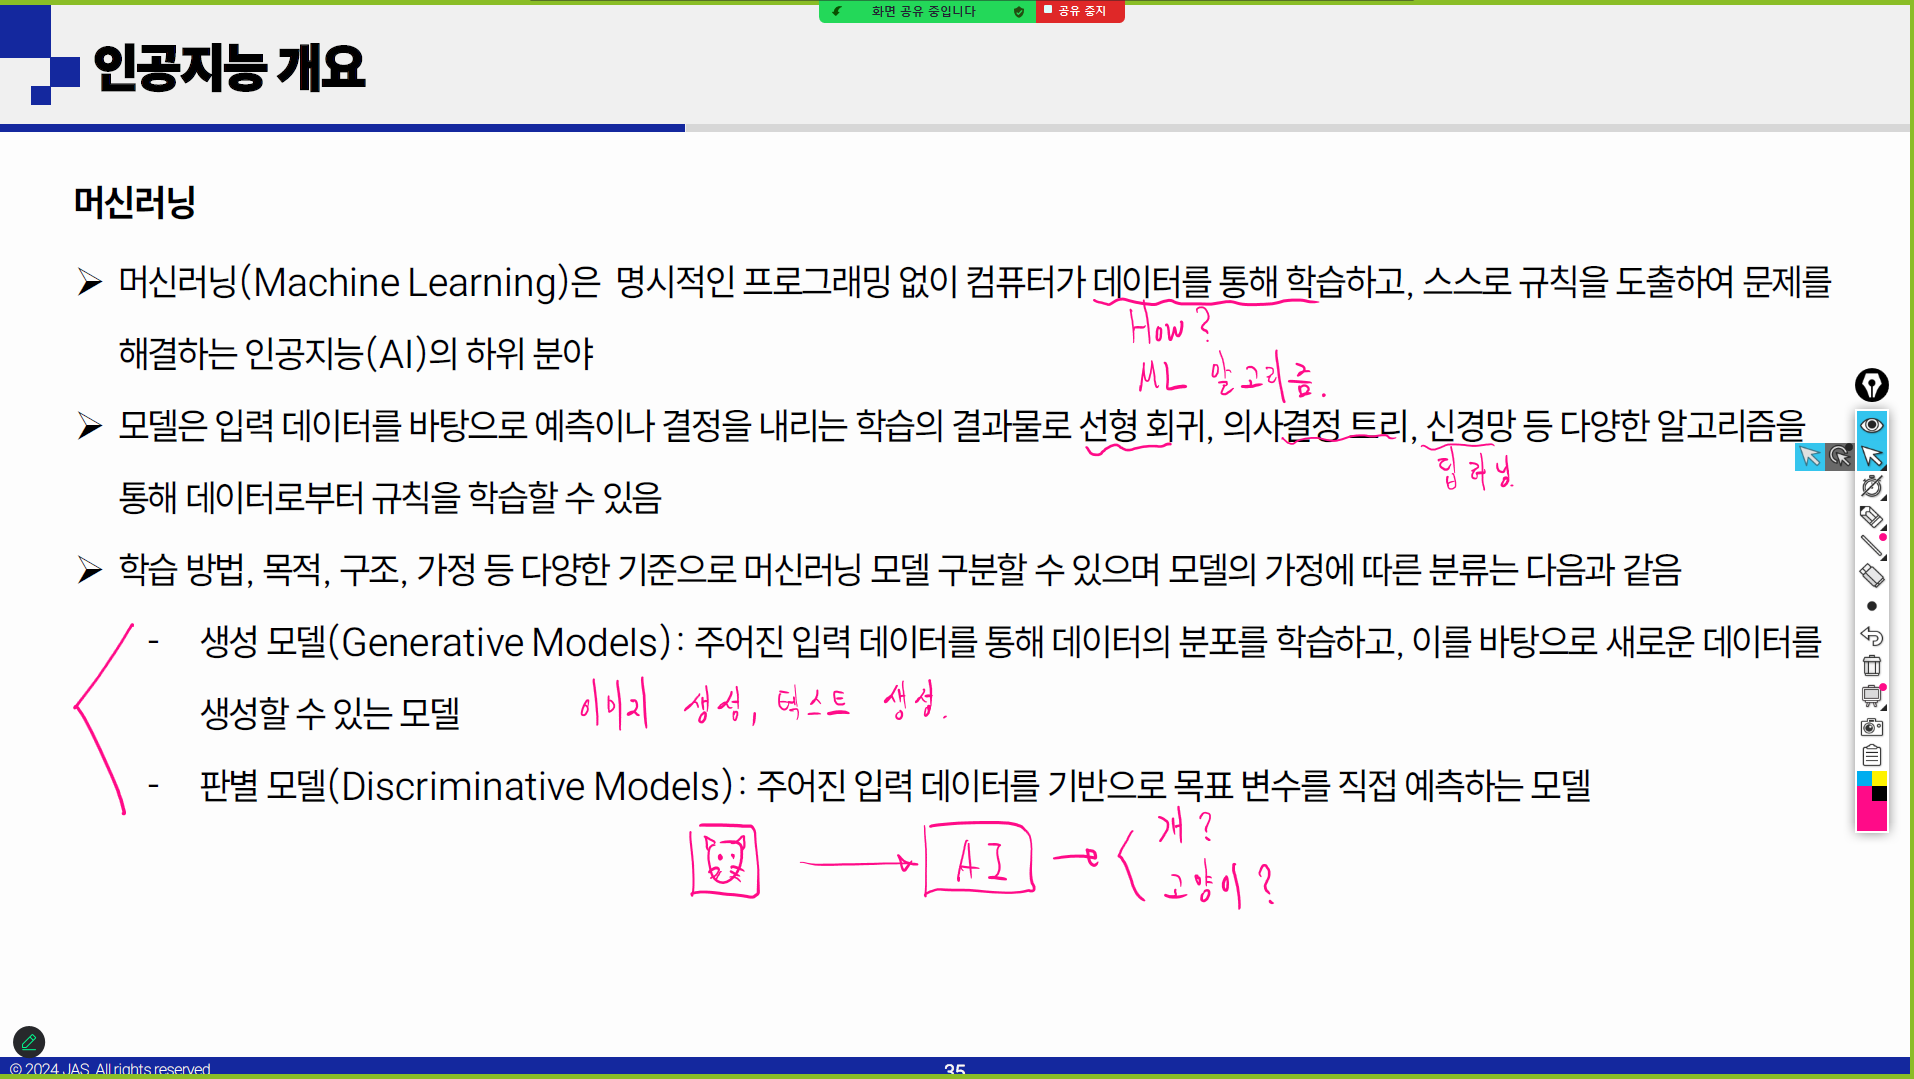 화면 공유 중입니다 공유 중지
인공지능 개요
머신러닝
➢ 머신러닝(Machine Learning)은 명시적인 프로그래밍 없이 컴퓨터가 데이터를 통해 학습하고, 스스로 규칙을 도출하여 문제를
How?
해결하는 인공지능(AI)의 하위 분야
ML 알고리즘.
➢ 모델은 입력 데이터를 바탕으로 예측이나 결정을 내리는 학습의 결과물로 선형 회귀, 의사결정 트리, 신경망 등 다양한 알고리즘을
딥러닝.
통해 데이터로부터 규칙을 학습할 수 있음
➢ 학습 방법, 목적, 구조, 가정 등 다양한 기준으로 머신러닝 모델 구분할 수 있으며 모델의 가정에 따른 분류는 다음과 같음
- 생성 모델(Generative Models): 주어진 입력 데이터를 통해 데이터의 분포를 학습하고, 이를 바탕으로 새로운 데이터를
생성할 수 있는 모델
이미지 생성, 텍스트 생성.
- 판별 모델(Discriminative Models): 주어진 입력 데이터를 기반으로 목표 변수를 직접 예측하는 모델
개?
AI
고양이?
© 2024 JAS. All rights reserved
35